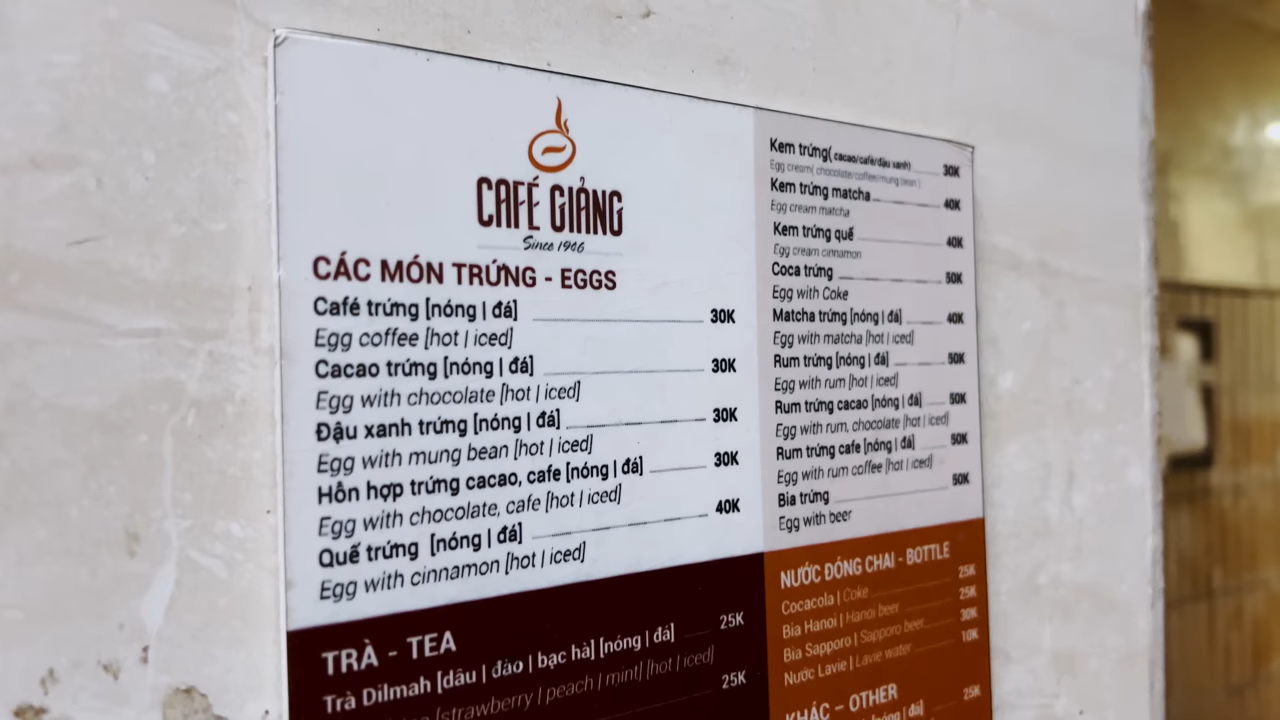 CAFÉ GIẢNG
Since 1946
CÁC MÓN TRỨNG - EGGS
Café trứng [nóng | đá] 30K
Egg coffee [hot | iced]
Cacao trứng [nóng | đá] 30K
Egg with chocolate [hot | iced]
Đậu xanh trứng [nóng | đá] 30K
Egg with mung bean [hot | iced]
Hỗn hợp trứng cacao, cafe [nóng | đá] 30K
Egg with chocolate, cafe [hot | iced]
Quế trứng [nóng | đá] 40K
Egg with cinnamon [hot | iced]
TRÀ - TEA
Trà Dilmah [dâu | đào | bạc hà] [nóng | đá] 25K
[strawberry | peach | mint] [hot | iced]
25K
Kem trứng( cacao/café/đậu xanh) 30K
Egg cream( chocolate/coffee/mung bean )
Kem trứng matcha 40K
Egg cream matcha
Kem trứng quế 40K
Egg cream cinnamon
Coca trứng 50K
Egg with Coke
Matcha trứng [nóng | đá] 40K
Egg with matcha [hot | iced]
Rum trứng [nóng | đá] 50K
Egg with rum [hot | iced]
Rum trứng cacao [nóng | đá] 50K
Egg with rum, chocolate [hot | iced]
Rum trứng cafe [nóng | đá] 50K
Egg with rum coffee [hot | iced]
Bia trứng 50K
Egg with beer
NƯỚC ĐÓNG CHAI - BOTTLE
Cocacola | Coke 25K
Bia Hanoi | Hanoi beer 25K
Bia Sapporo | Sapporo beer 30K
Nước Lavie | Lavie water 10K
KHÁC – OTHER
[nóng | đá] 25K